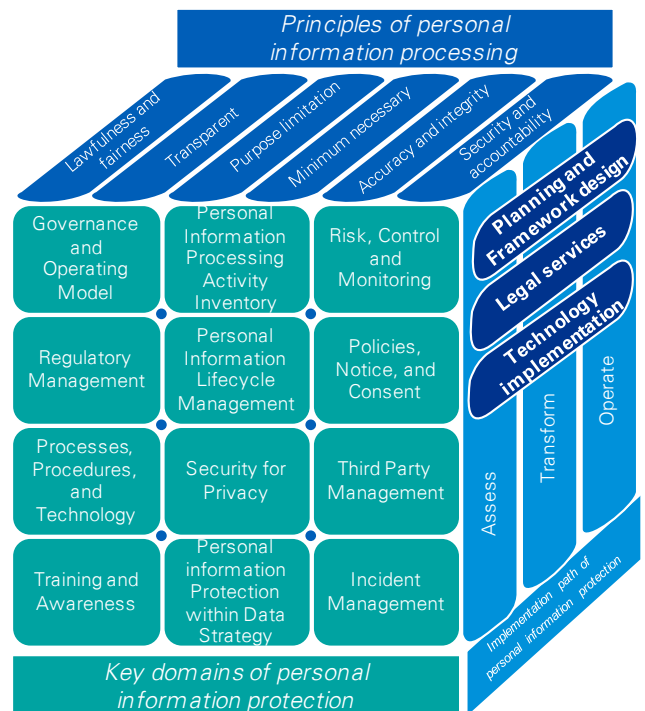 Principles of personal
information processing
Lawfulness and
fairness
Transparent
Purpose limitation
Minimum necessary
Accuracy and integrity
Security and
accountability
Planning and
Framework design
Legal services
Technology
implementation
Governance
and
Operating
Model
Personal
Information
Processing
Activity
Inventory
Risk, Control
and
Monitoring
Regulatory
Management
Personal
Information
Lifecycle
Management
Policies,
Notice, and
Consent
Processes,
Procedures,
and
Technology
Security for
Privacy
Third Party
Management
Training and
Awareness
Personal
information
Protection
within Data
Strategy
Incident
Management
Assess
Transform
Operate
Implementation path of
personal information protection
Key domains of personal
information protection